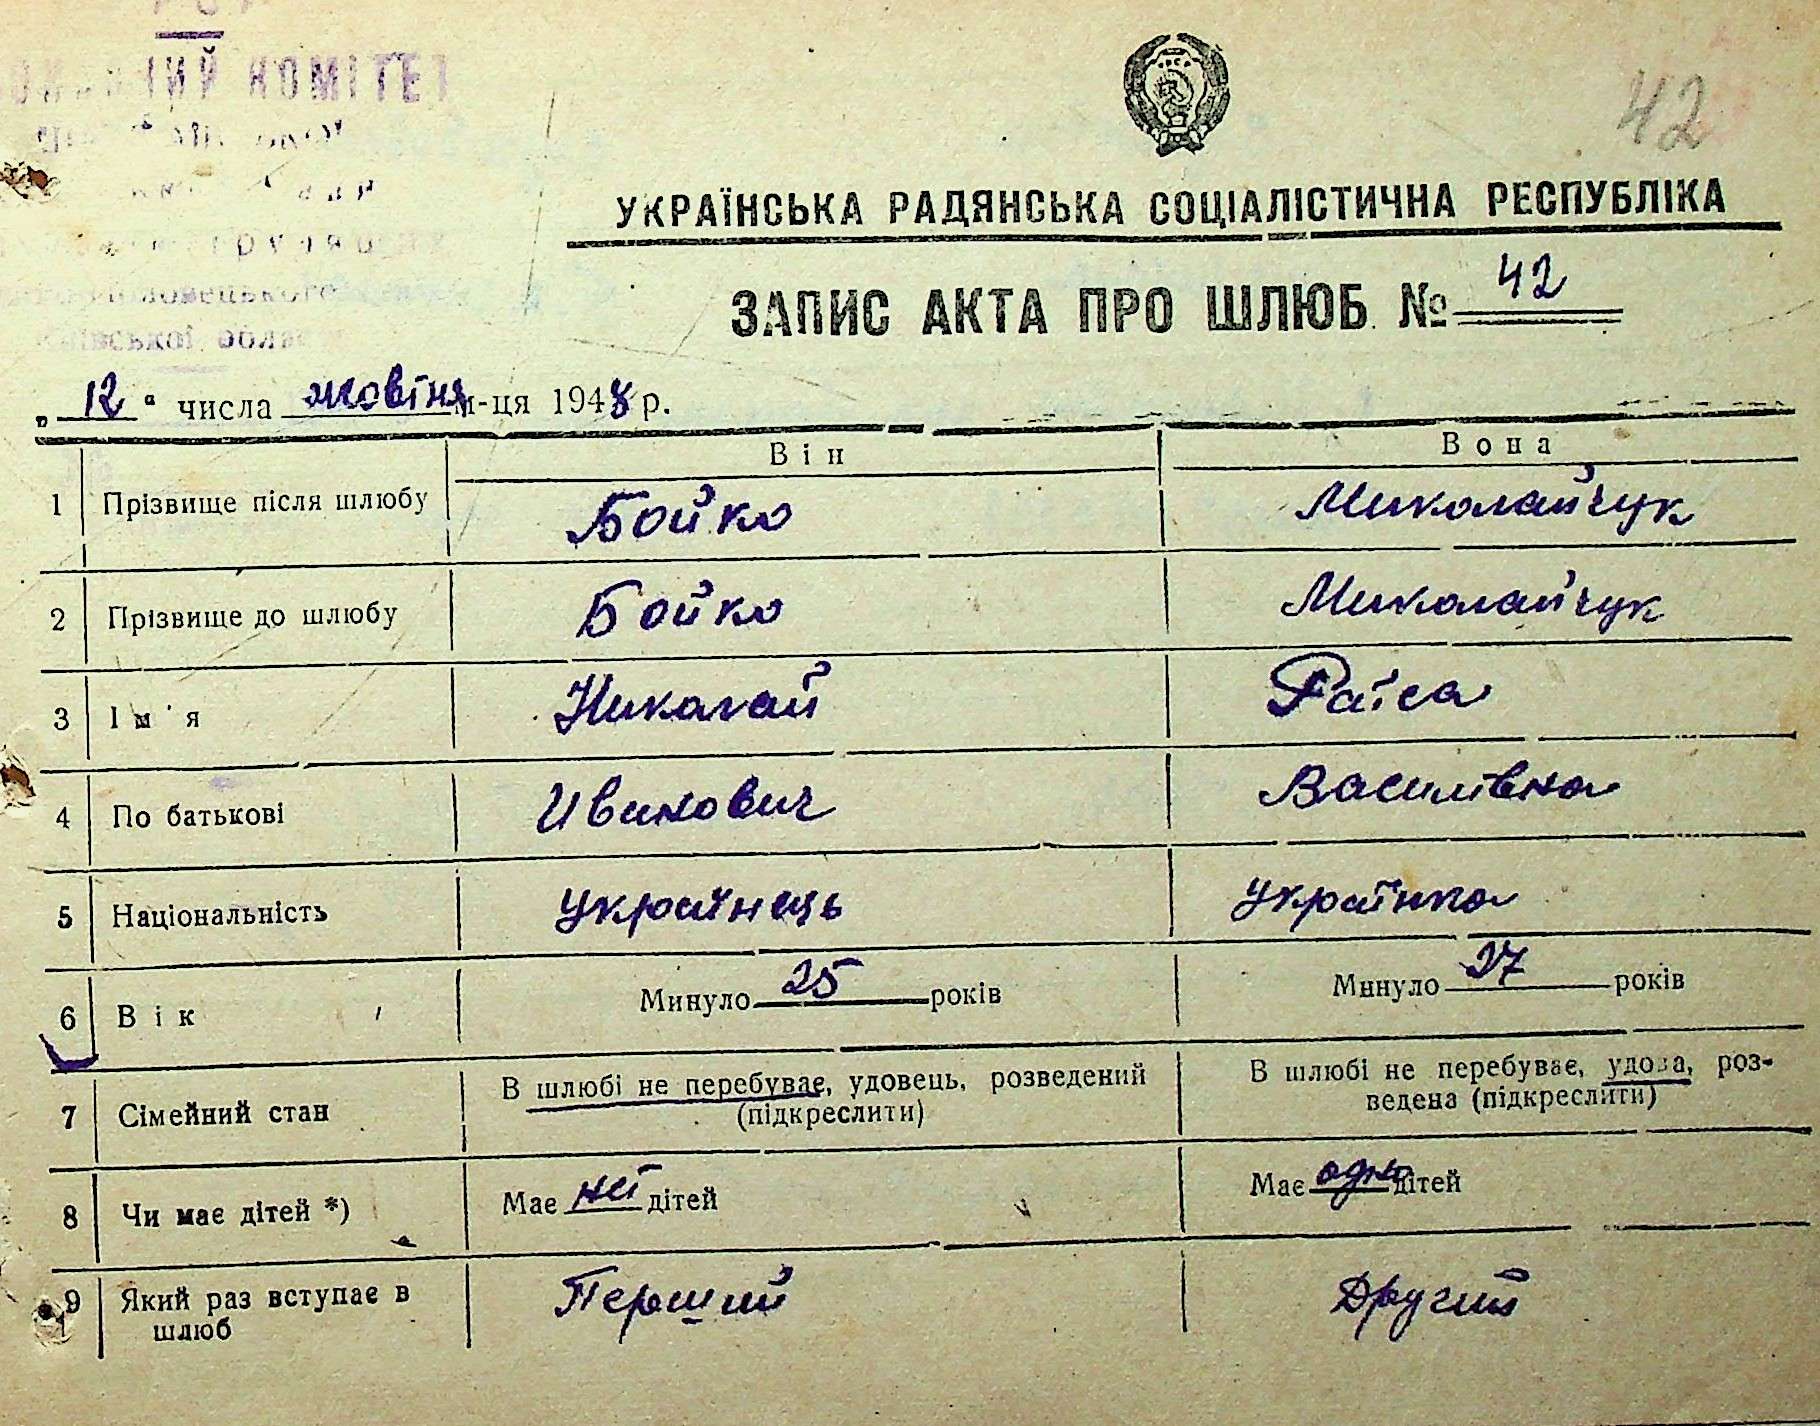 КОМІТЕТ
42
УКРАЇНСЬКА РАДЯНСЬКА СОЦІАЛІСТИЧНА РЕСПУБЛІКА
ЗАПИС АКТА ПРО ШЛЮБ № 42
„12“ числа жовтня м-ця 1948 р.
Він Вона
1 Прізвище після шлюбу Бойко Миколайчук
2 Прізвище до шлюбу Бойко Миколайчук
3 Ім'я Николай Раїса
4 По батькові Иванович Василівна
5 Національність Українець Українка
6 Вік Минуло 25 років Минуло 27 років
7 Сімейний стан В шлюбі не перебуває, удовець, розведений (підкреслити) В шлюбі не перебуває, удова, роз-
ведена (підкреслити)
8 Чи має дітей *) Має не дітей Має одно дітей
9 Який раз вступає в Перший Другий
шлюб